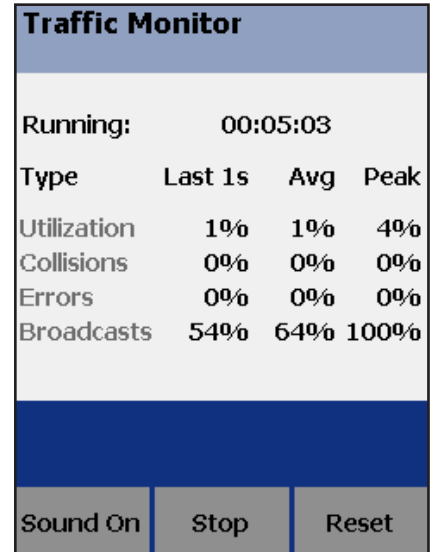 Traffic Monitor
Running: 00:05:03
Type Last 1s Avg Peak
Utilization 1% 1% 4%
Collisions 0% 0% 0%
Errors 0% 0% 0%
Broadcasts 54% 64% 100%
Sound On Stop Reset